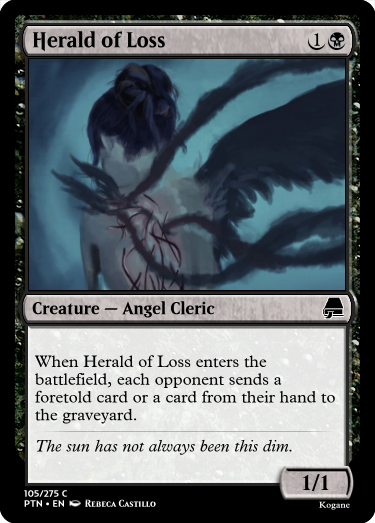 Herald of Loss 1
Creature — Angel Cleric
When Herald of Loss enters the
battlefield, each opponent sends a
foretold card or a card from their hand to
the graveyard.
The sun has not always been this dim.
1/1
105/275 C
PTN • EN Rebeca Castillo
Kogane